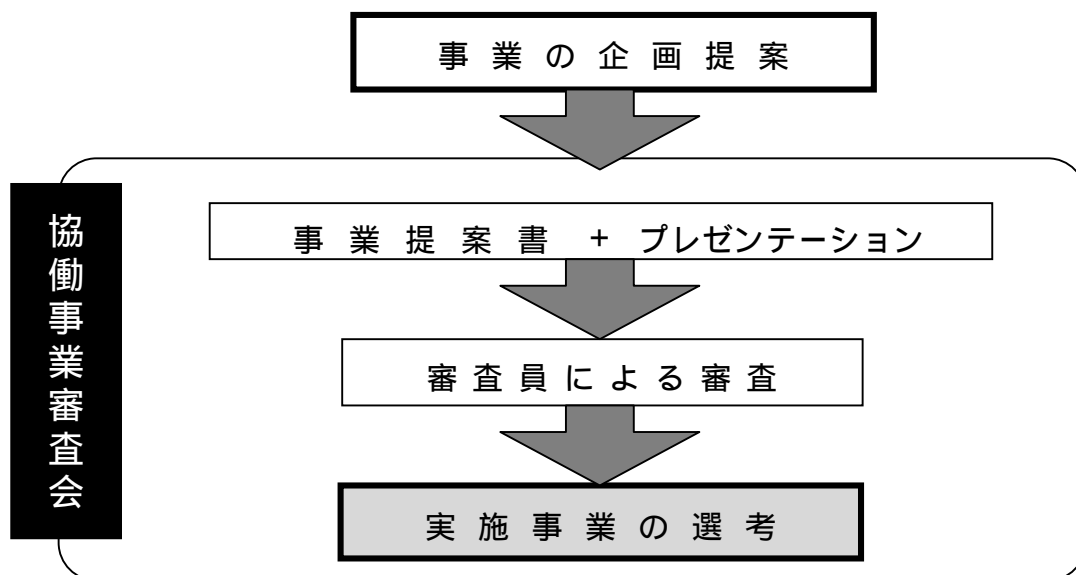 事業の企画提案
協働事業審査会
事業提案書 + プレゼンテーション
審査員による審査
実施事業の選考